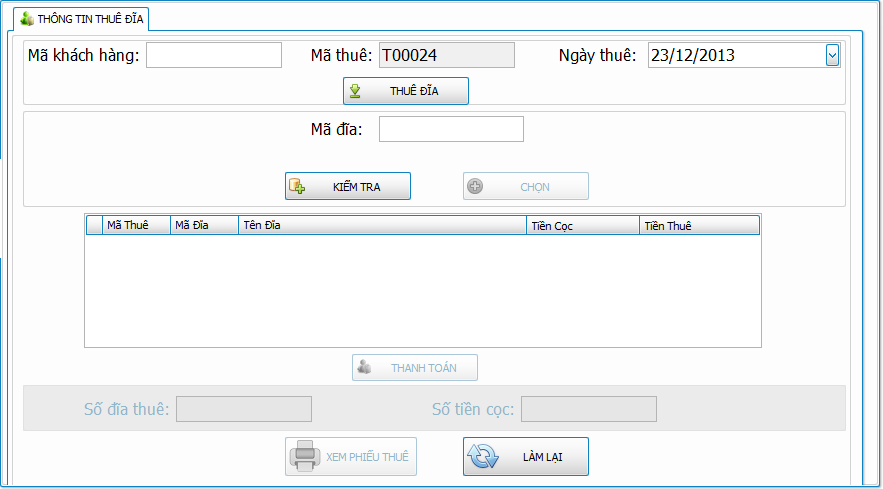 THÔNG TIN THUÊ ĐĨA
Mã khách hàng: Mã thuê: T00024 Ngày thuê: 23/12/2013
THUÊ ĐĨA
Mã đĩa:
KIỂM TRA CHỌN
Mã Thuê Mã Đĩa Tên Đĩa Tiền Cọc Tiền Thuê
THANH TOÁN
Số đĩa thuê: Số tiền cọc:
XEM PHIẾU THUÊ LÀM LẠI